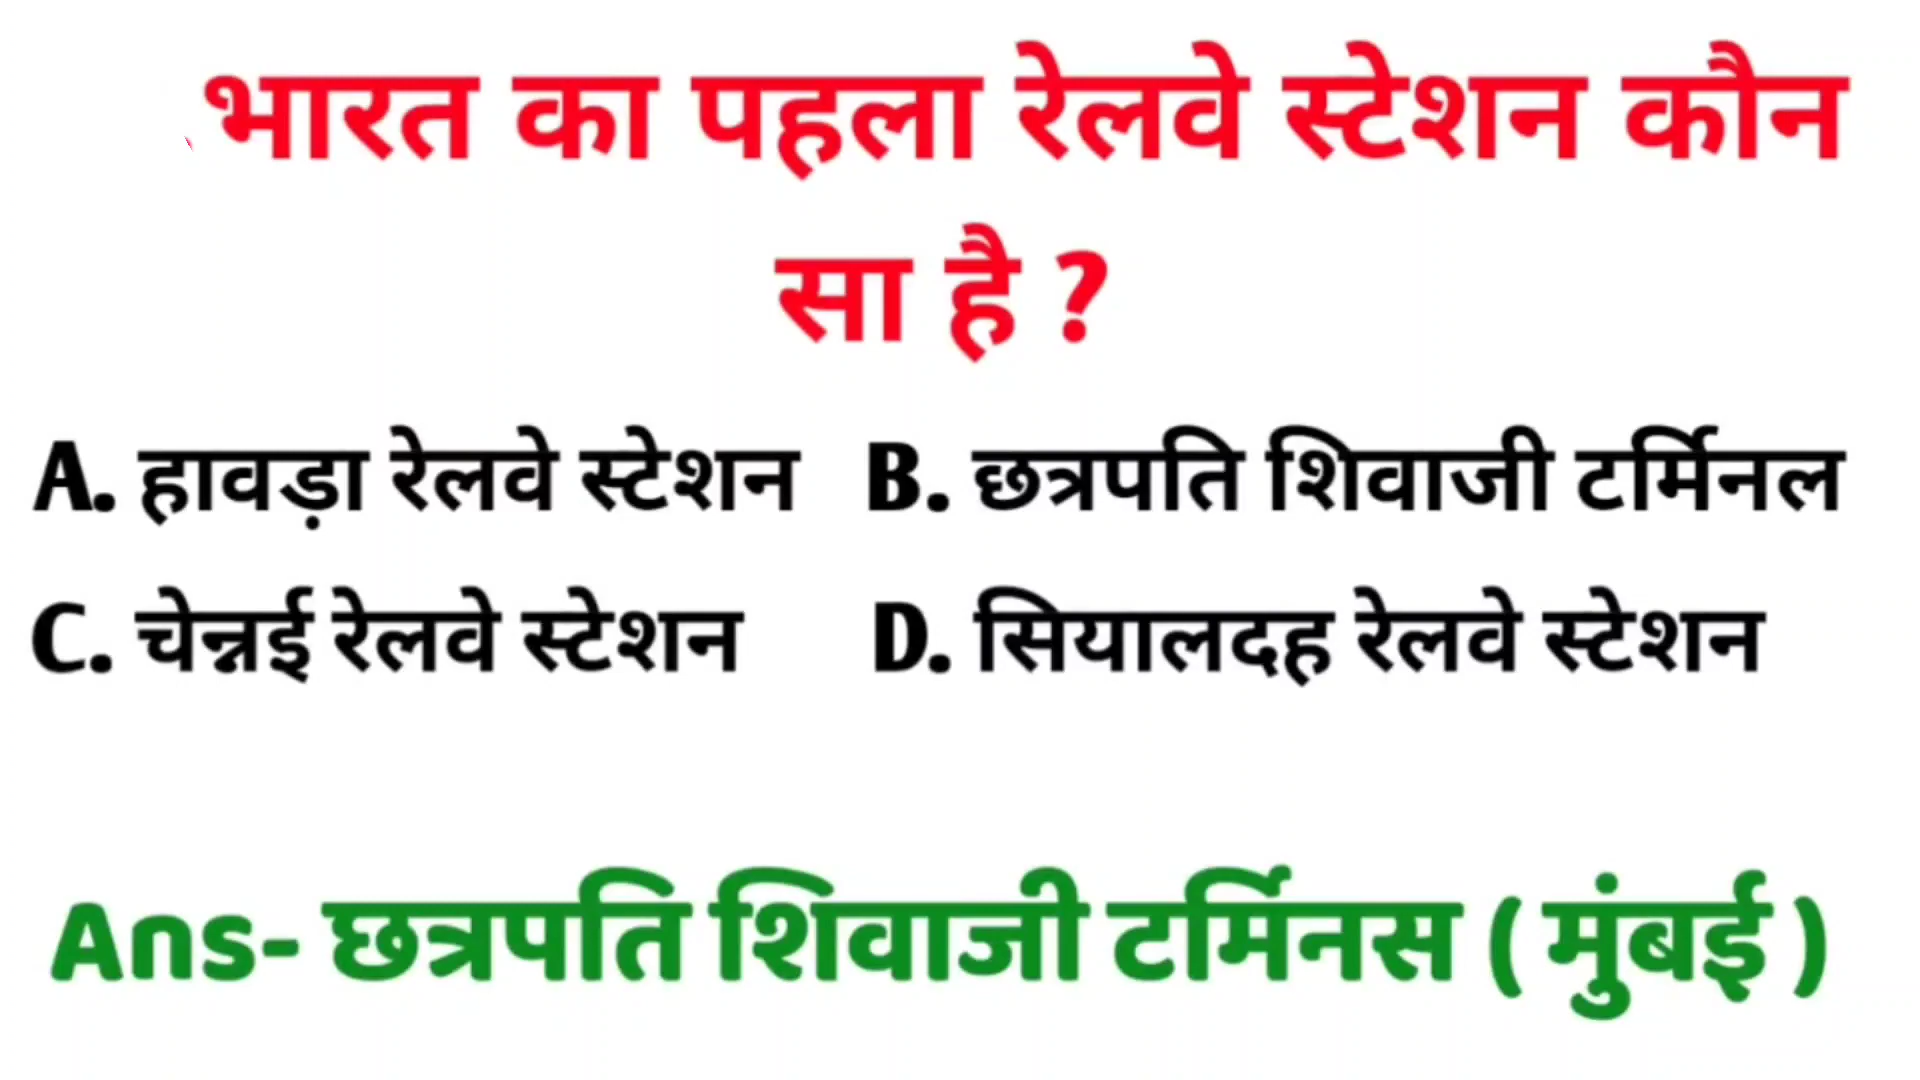 भारत का पहला रेलवे स्टेशन कौन
सा है ?
A. हावड़ा रेलवे स्टेशन B. छत्रपति शिवाजी टर्मिनल
C. चेन्नई रेलवे स्टेशन D. सियालदह रेलवे स्टेशन
Ans- छत्रपति शिवाजी टर्मिनस ( मुंबई )